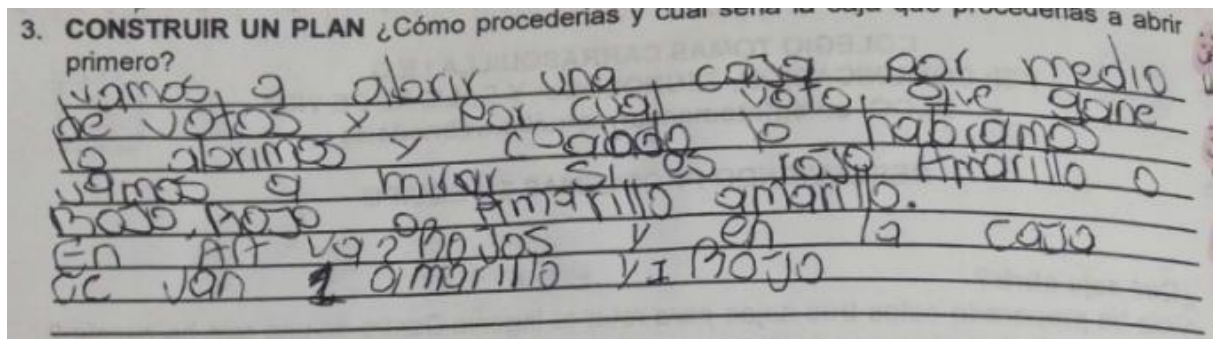 3. CONSTRUIR UN PLAN ¿Cómo procederías y cuál sería la caja que procederías a abrir
primero?
vamos, a abrir una caja por medio
de votos y por cual voto, que gane
lo abrimos y cuando lo habramos
vamos a mirar si, es rojo Amarillo o
Rojo, Rojo o Amarillo amarillo.
En AA va 2 Rojos y en la caja
cc van 1 amarillo y 1 Rojo